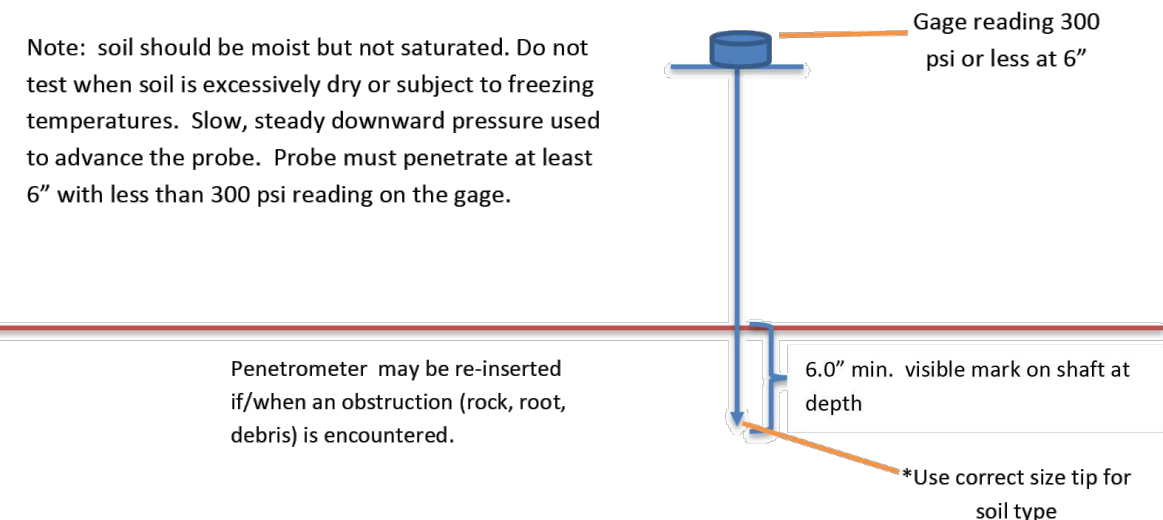 Note:  soil should be moist but not saturated. Do not
test when soil is excessively dry or subject to freezing
temperatures.  Slow, steady downward pressure used
to advance the probe.  Probe must penetrate at least
6” with less than 300 psi reading on the gage.
Gage reading 300
psi or less at 6”
Penetrometer  may be re-inserted
if/when an obstruction (rock, root,
debris) is encountered.
6.0” min.  visible mark on shaft at
depth
*Use correct size tip for
soil type